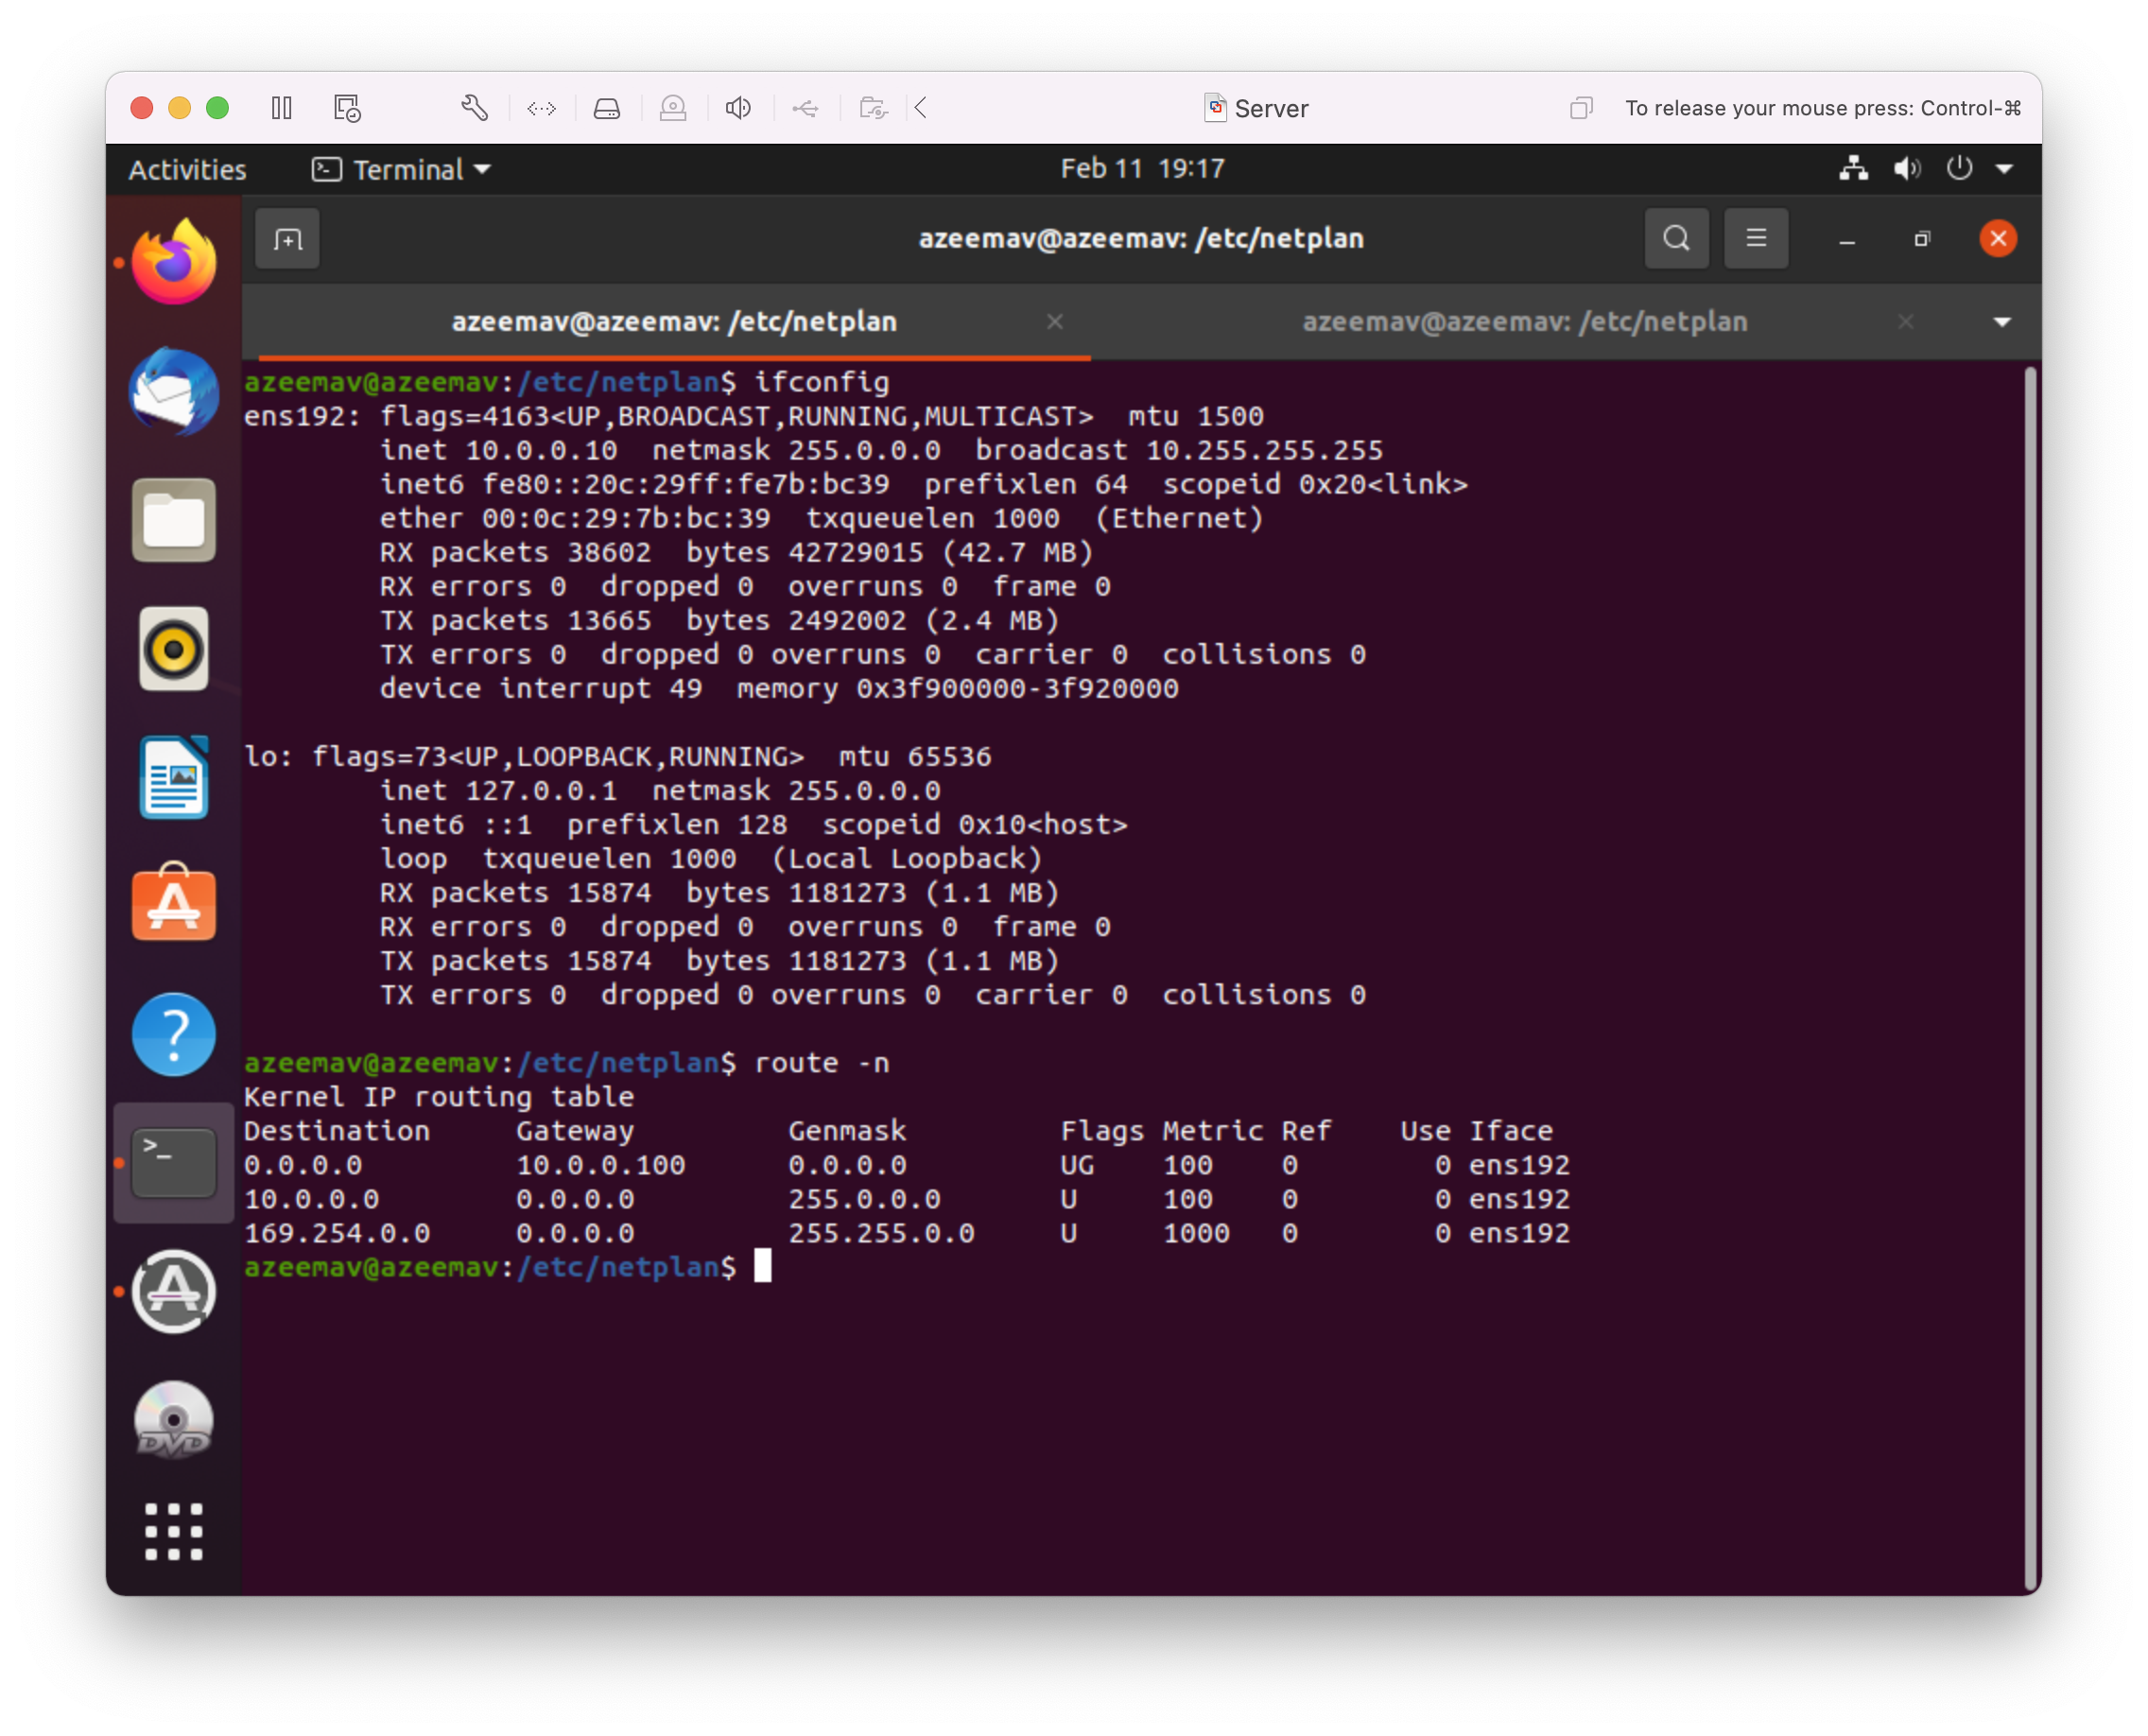 Server
To release your mouse press: Control-⌘
Activities
Terminal
Feb 11 19:17
azeemav@azeemav: /etc/netplan
azeemav@azeemav: /etc/netplan
azeemav@azeemav: /etc/netplan
azeemav@azeemav:/etc/netplan$ ifconfig
ens192: flags=4163<UP,BROADCAST,RUNNING,MULTICAST>  mtu 1500
        inet 10.0.0.10  netmask 255.0.0.0  broadcast 10.255.255.255
        inet6 fe80::20c:29ff:fe7b:bc39  prefixlen 64  scopeid 0x20<link>
        ether 00:0c:29:7b:bc:39  txqueuelen 1000  (Ethernet)
        RX packets 38602  bytes 42729015 (42.7 MB)
        RX errors 0  dropped 0  overruns 0  frame 0
        TX packets 13665  bytes 2492002 (2.4 MB)
        TX errors 0  dropped 0 overruns 0  carrier 0  collisions 0
        device interrupt 49  memory 0x3f900000-3f920000
lo: flags=73<UP,LOOPBACK,RUNNING>  mtu 65536
        inet 127.0.0.1  netmask 255.0.0.0
        inet6 ::1  prefixlen 128  scopeid 0x10<host>
        loop  txqueuelen 1000  (Local Loopback)
        RX packets 15874  bytes 1181273 (1.1 MB)
        RX errors 0  dropped 0  overruns 0  frame 0
        TX packets 15874  bytes 1181273 (1.1 MB)
        TX errors 0  dropped 0 overruns 0  carrier 0  collisions 0
azeemav@azeemav:/etc/netplan$ route -n
Kernel IP routing table
Destination     Gateway         Genmask         Flags Metric Ref    Use Iface
0.0.0.0         10.0.0.100      0.0.0.0         UG    100    0        0 ens192
10.0.0.0        0.0.0.0         255.0.0.0       U     100    0        0 ens192
169.254.0.0     0.0.0.0         255.255.0.0     U     1000   0        0 ens192
azeemav@azeemav:/etc/netplan$
DVD